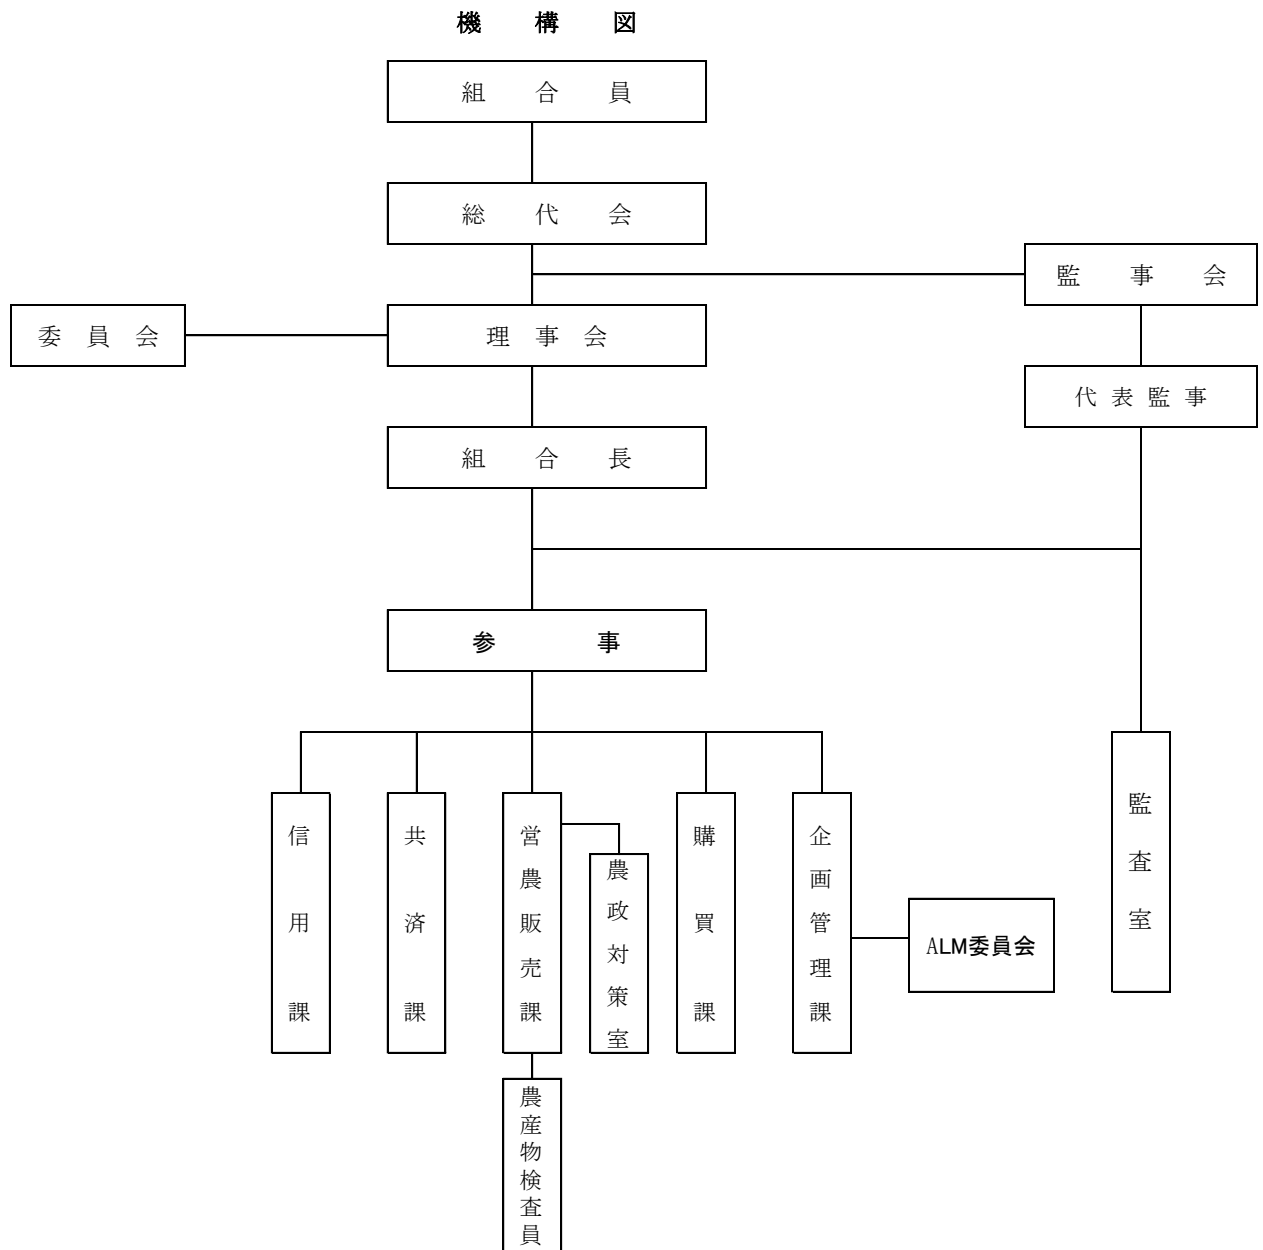 機構図
組合員
総代会
監事会
委員会
理事会
代表監事
組合長
参事
信用課
共済課
営農販売課
農政対策室
購買課
企画管理課
ALM委員会
監査室
農産物検査員